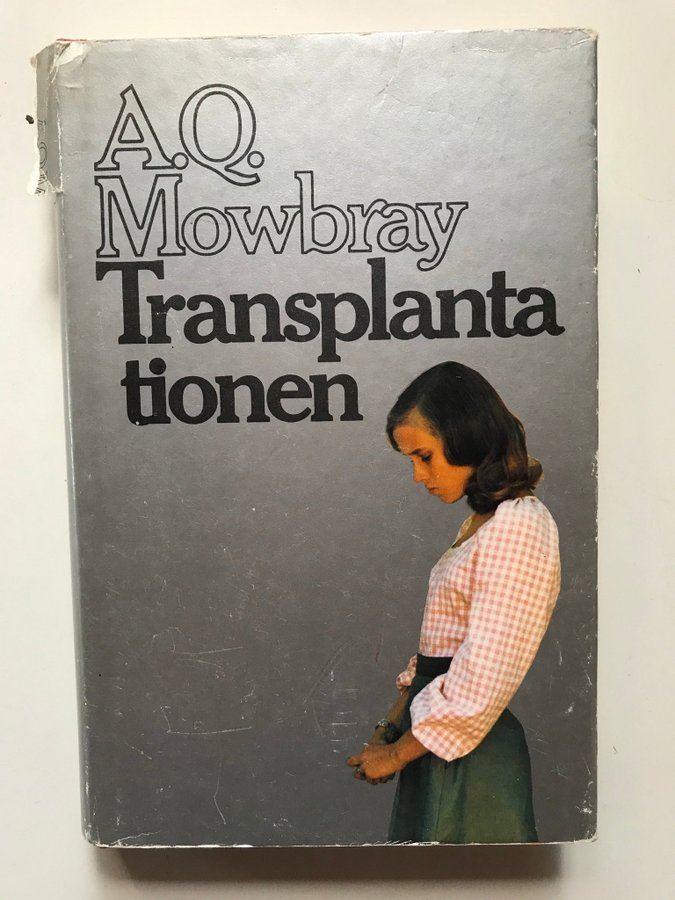 A.Q.
Mowbray
Transplanta
tionen